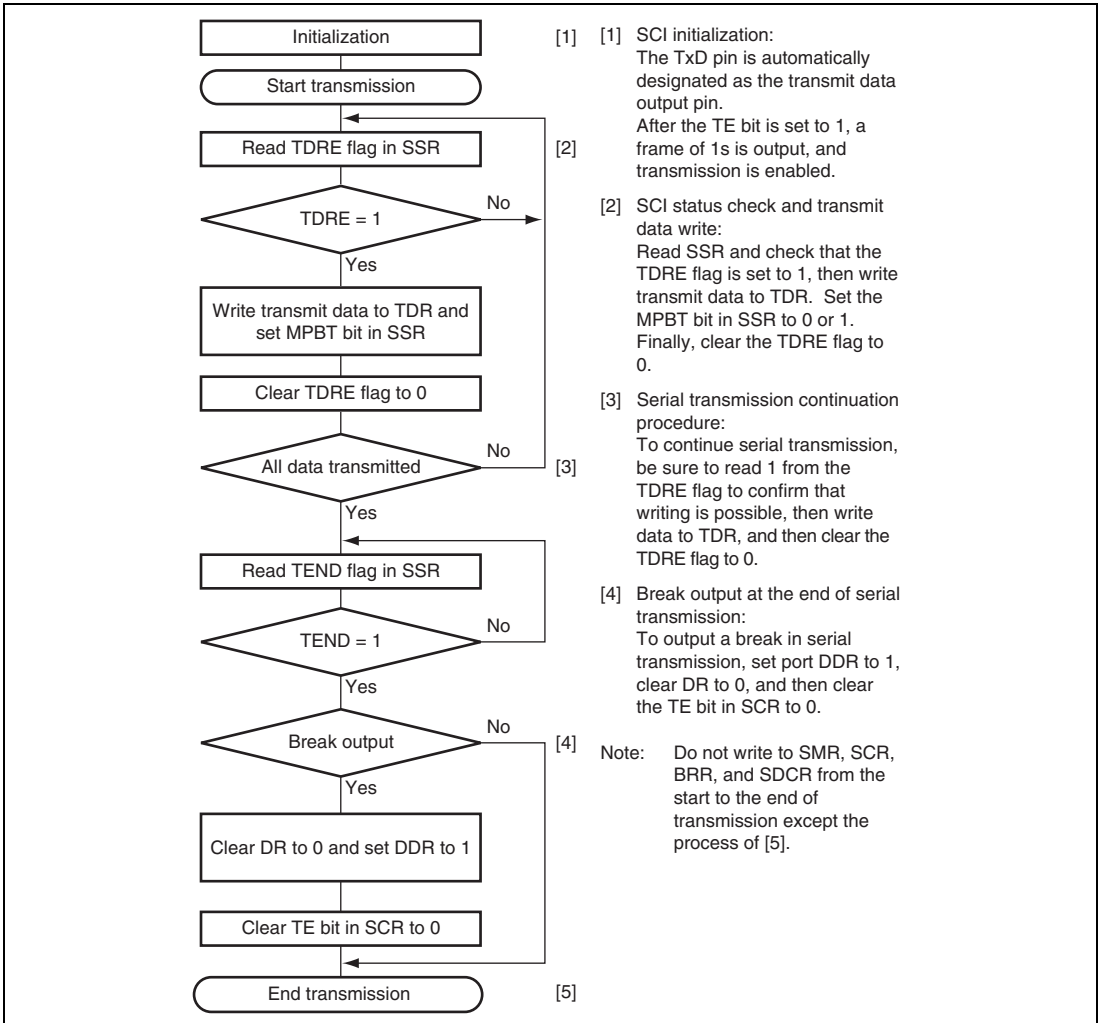 Initialization
[1]
Start transmission
Read TDRE flag in SSR
[2]
TDRE = 1
No
Yes
Write transmit data to TDR and
set MPBT bit in SSR
Clear TDRE flag to 0
All data transmitted
No
[3]
Yes
Read TEND flag in SSR
TEND = 1
No
Yes
Break output
No
[4]
Yes
Clear DR to 0 and set DDR to 1
Clear TE bit in SCR to 0
End transmission
[5]
[1] SCI initialization:
The TxD pin is automatically
designated as the transmit data
output pin.
After the TE bit is set to 1, a
frame of 1s is output, and
transmission is enabled.
[2] SCI status check and transmit
data write:
Read SSR and check that the
TDRE flag is set to 1, then write
transmit data to TDR. Set the
MPBT bit in SSR to 0 or 1.
Finally, clear the TDRE flag to
0.
[3] Serial transmission continuation
procedure:
To continue serial transmission,
be sure to read 1 from the
TDRE flag to confirm that
writing is possible, then write
data to TDR, and then clear the
TDRE flag to 0.
[4] Break output at the end of serial
transmission:
To output a break in serial
transmission, set port DDR to 1,
clear DR to 0, and then clear
the TE bit in SCR to 0.
Note: Do not write to SMR, SCR,
BRR, and SDCR from the
start to the end of
transmission except the
process of [5].